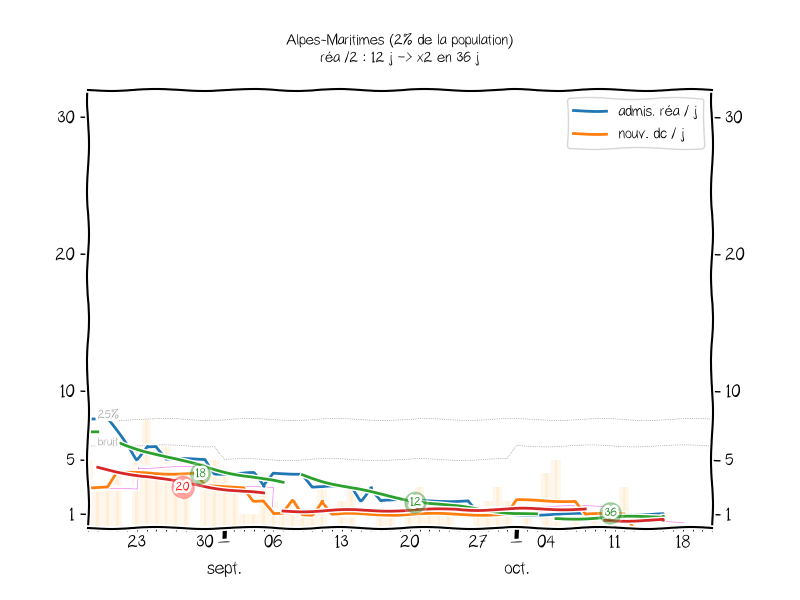 Alpes-Maritimes (2% de la population)
réa /2 : 12 j -> x2 en 36 j
admis. réa / j
nouv. dc / j
30
30
20
20
10
10
25%
bruit
5
5
18
20
12
36
1
1
23 30 06 13 20 27 04 11 18
sept. oct.